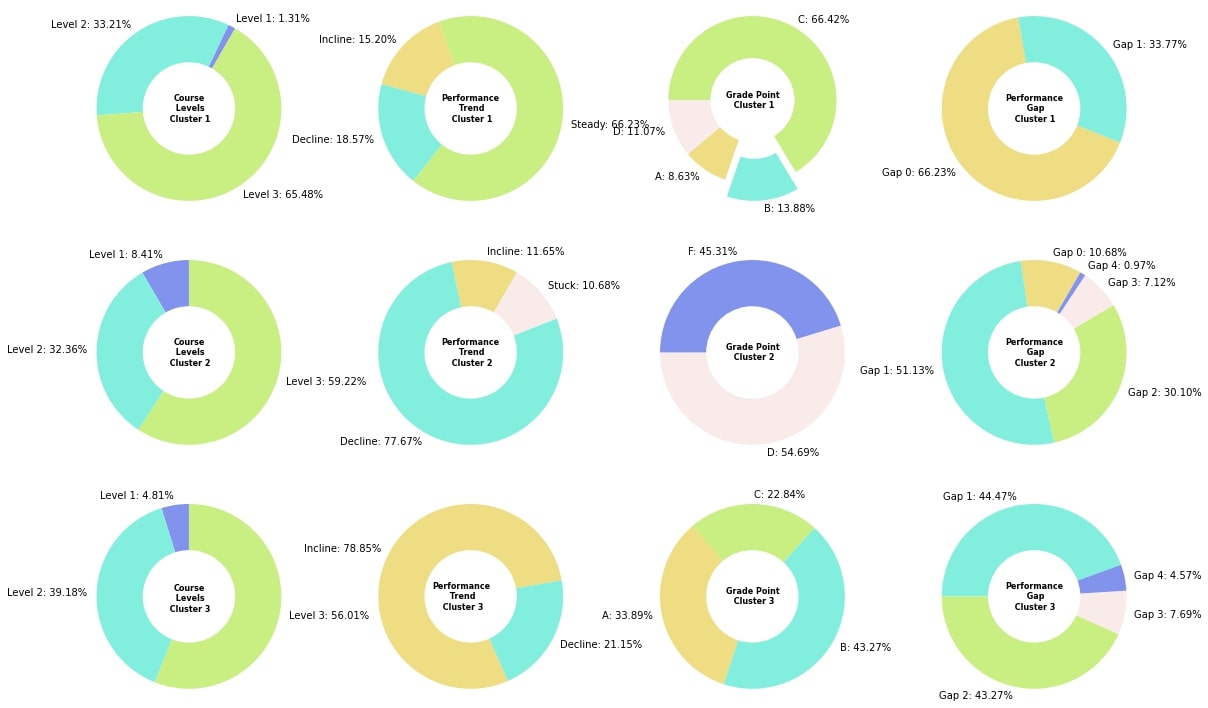 Level 2: 33.21%
Level 1: 1.31%
Course
Levels
Cluster 1
Level 3: 65.48%
Incline: 15.20%
Performance
Trend
Cluster 1
Decline: 18.57%
Steady: 66.23%
C: 66.42%
Grade Point
Cluster 1
D: 11.07%
A: 8.63%
B: 13.88%
Gap 1: 33.77%
Performance
Gap
Cluster 1
Gap 0: 66.23%
Level 1: 8.41%
Level 2: 32.36%
Course
Levels
Cluster 2
Level 3: 59.22%
Incline: 11.65%
Stuck: 10.68%
Performance
Trend
Cluster 2
Decline: 77.67%
F: 45.31%
Grade Point
Cluster 2
D: 54.69%
Gap 0: 10.68%
Gap 4: 0.97%
Gap 3: 7.12%
Performance
Gap
Cluster 2
Gap 1: 51.13%
Gap 2: 30.10%
Level 1: 4.81%
Level 2: 39.18%
Course
Levels
Cluster 3
Level 3: 56.01%
Incline: 78.85%
Performance
Trend
Cluster 3
Decline: 21.15%
C: 22.84%
Grade Point
Cluster 3
A: 33.89%
B: 43.27%
Gap 1: 44.47%
Gap 4: 4.57%
Performance
Gap
Cluster 3
Gap 3: 7.69%
Gap 2: 43.27%